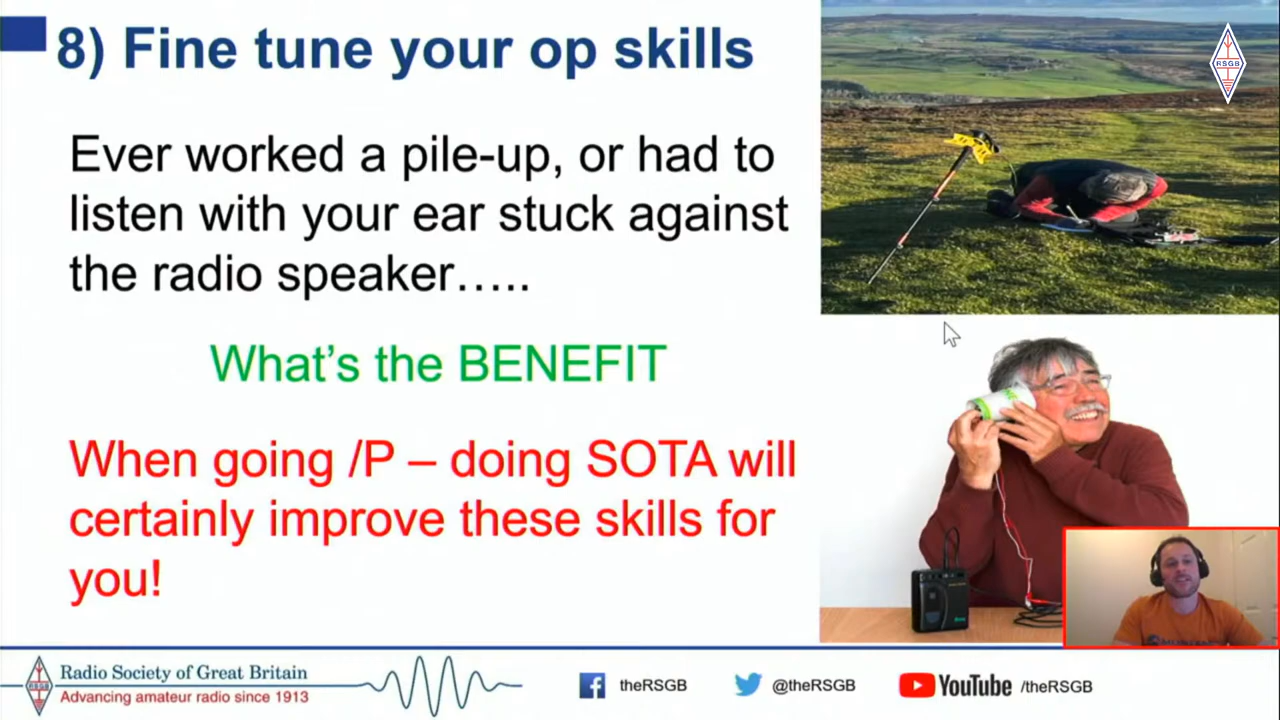 8) Fine tune your op skills
RSGB
Ever worked a pile-up, or had to
listen with your ear stuck against
the radio speaker…..
What’s the BENEFIT
When going /P – doing SOTA will
certainly improve these skills for
you!
RSGB
Radio Society of Great Britain
Advancing amateur radio since 1913
theRSGB
@theRSGB
YouTube /theRSGB